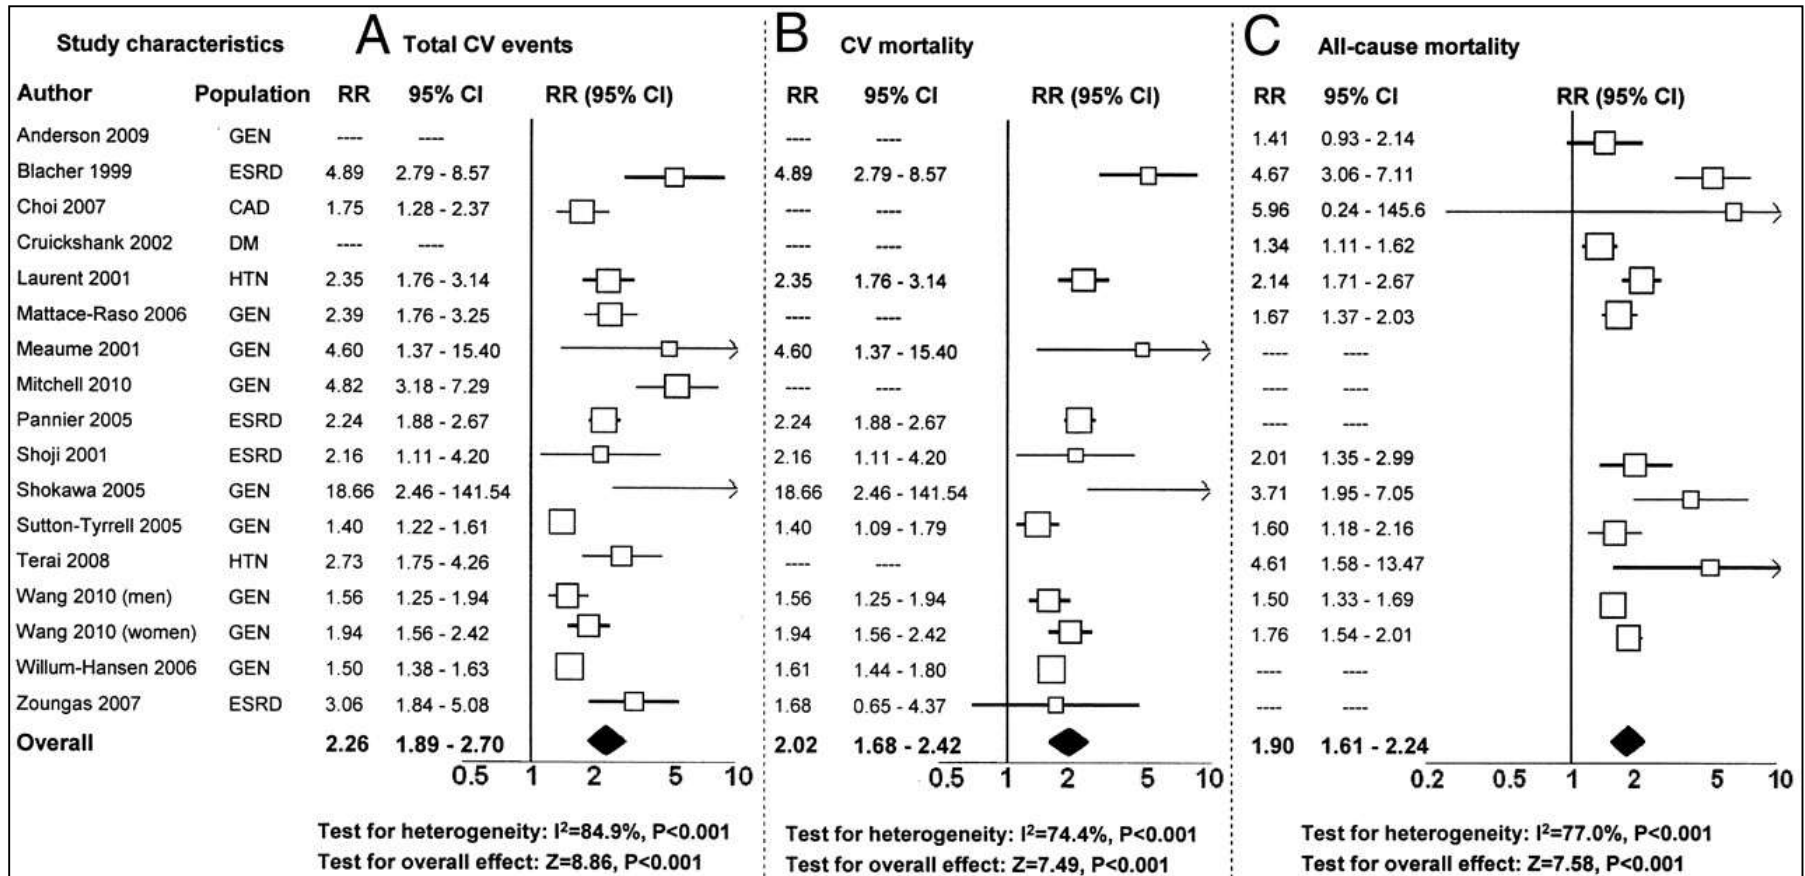 Study characteristics A Total CV events B CV mortality C All-cause mortality
Author Population RR 95% CI RR (95% CI) RR 95% CI RR (95% CI) RR 95% CI RR (95% CI)
Anderson 2009 GEN ---- ---- ---- ---- 1.41 0.93 - 2.14
Blacher 1999 ESRD 4.89 2.79 - 8.57 4.89 2.79 - 8.57 4.67 3.06 - 7.11
Choi 2007 CAD 1.75 1.28 - 2.37 ---- ---- 5.96 0.24 - 145.6
Cruickshank 2002 DM ---- ---- ---- ---- 1.34 1.11 - 1.62
Laurent 2001 HTN 2.35 1.76 - 3.14 2.35 1.76 - 3.14 2.14 1.71 - 2.67
Mattace-Raso 2006 GEN 2.39 1.76 - 3.25 ---- ---- 1.67 1.37 - 2.03
Meaume 2001 GEN 4.60 1.37 - 15.40 4.60 1.37 - 15.40 ---- ----
Mitchell 2010 GEN 4.82 3.18 - 7.29 ---- ---- ---- ----
Pannier 2005 ESRD 2.24 1.88 - 2.67 2.24 1.88 - 2.67 ---- ----
Shoji 2001 ESRD 2.16 1.11 - 4.20 2.16 1.11 - 4.20 2.01 1.35 - 2.99
Shokawa 2005 GEN 18.66 2.46 - 141.54 18.66 2.46 - 141.54 3.71 1.95 - 7.05
Sutton-Tyrrell 2005 GEN 1.40 1.22 - 1.61 1.40 1.09 - 1.79 1.60 1.18 - 2.16
Terai 2008 HTN 2.73 1.75 - 4.26 ---- ---- 4.61 1.58 - 13.47
Wang 2010 (men) GEN 1.56 1.25 - 1.94 1.56 1.25 - 1.94 1.50 1.33 - 1.69
Wang 2010 (women) GEN 1.94 1.56 - 2.42 1.94 1.56 - 2.42 1.76 1.54 - 2.01
Willum-Hansen 2006 GEN 1.50 1.38 - 1.63 1.61 1.44 - 1.80 ---- ----
Zoungas 2007 ESRD 3.06 1.84 - 5.08 1.68 0.65 - 4.37 ---- ----
Overall 2.26 1.89 - 2.70 2.02 1.68 - 2.42 1.90 1.61 - 2.24
0.5 1 2 5 10 0.5 1 2 5 10 0.2 0.5 1 2 5 10
Test for heterogeneity: I²=84.9%, P<0.001 Test for heterogeneity: I²=74.4%, P<0.001 Test for heterogeneity: I²=77.0%, P<0.001
Test for overall effect: Z=8.86, P<0.001 Test for overall effect: Z=7.49, P<0.001 Test for overall effect: Z=7.58, P<0.001